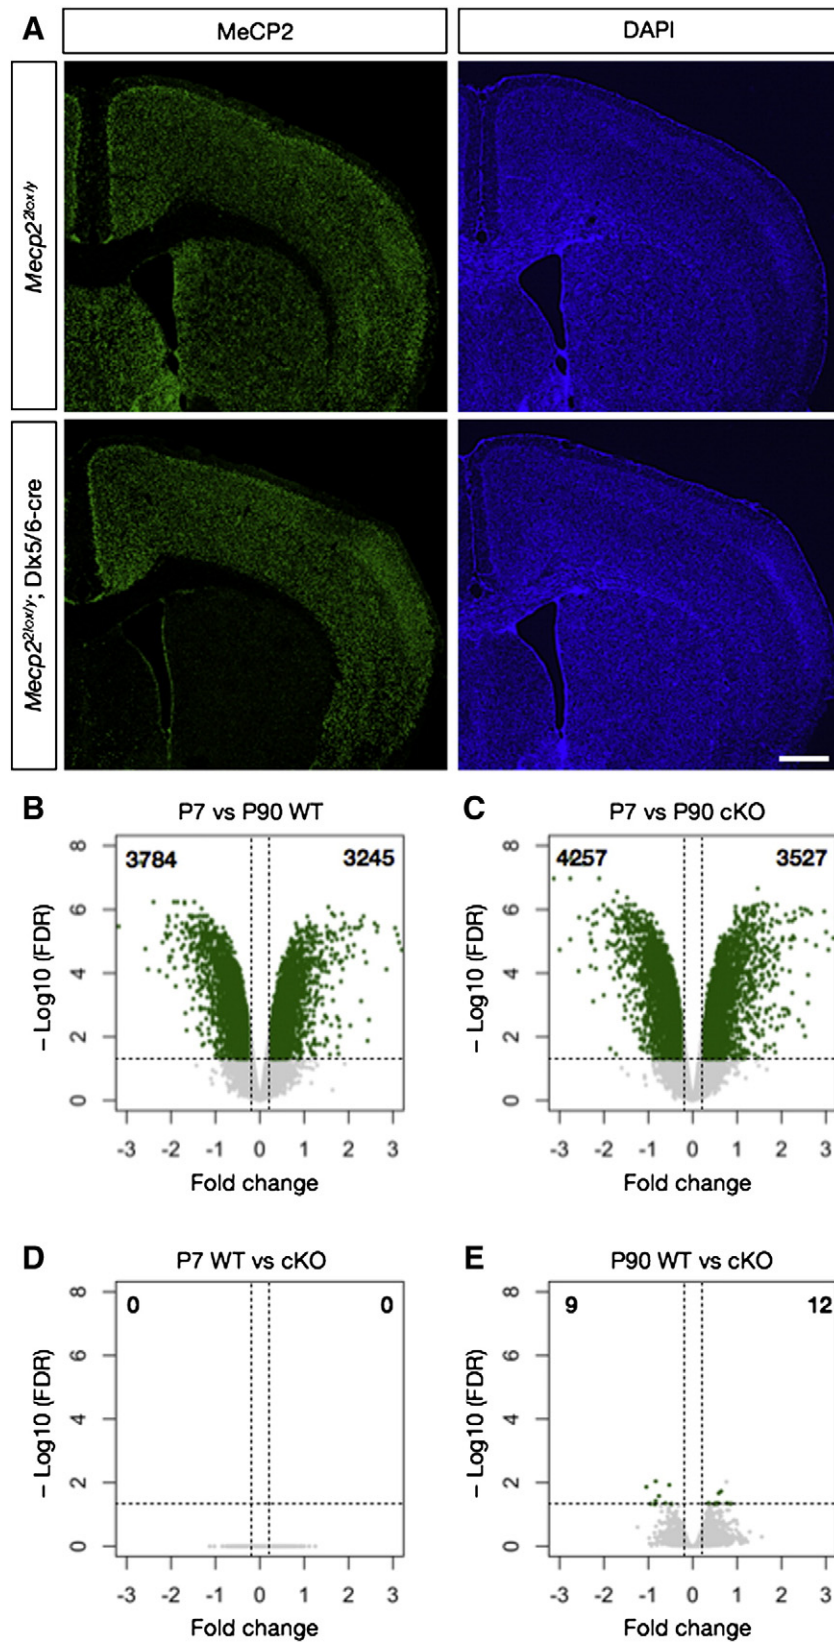 A
MeCP2
DAPI
Mecp2^2lox/y
Mecp2^2lox/y; Dlx5/6-cre
B
P7 vs P90 WT
3784
3245
8
6
4
2
0
– Log10 (FDR)
-3 -2 -1 0 1 2 3
Fold change
C
P7 vs P90 cKO
4257
3527
8
6
4
2
0
– Log10 (FDR)
-3 -2 -1 0 1 2 3
Fold change
D
P7 WT vs cKO
0
0
8
6
4
2
0
– Log10 (FDR)
-3 -2 -1 0 1 2 3
Fold change
E
P90 WT vs cKO
9
12
8
6
4
2
0
– Log10 (FDR)
-3 -2 -1 0 1 2 3
Fold change